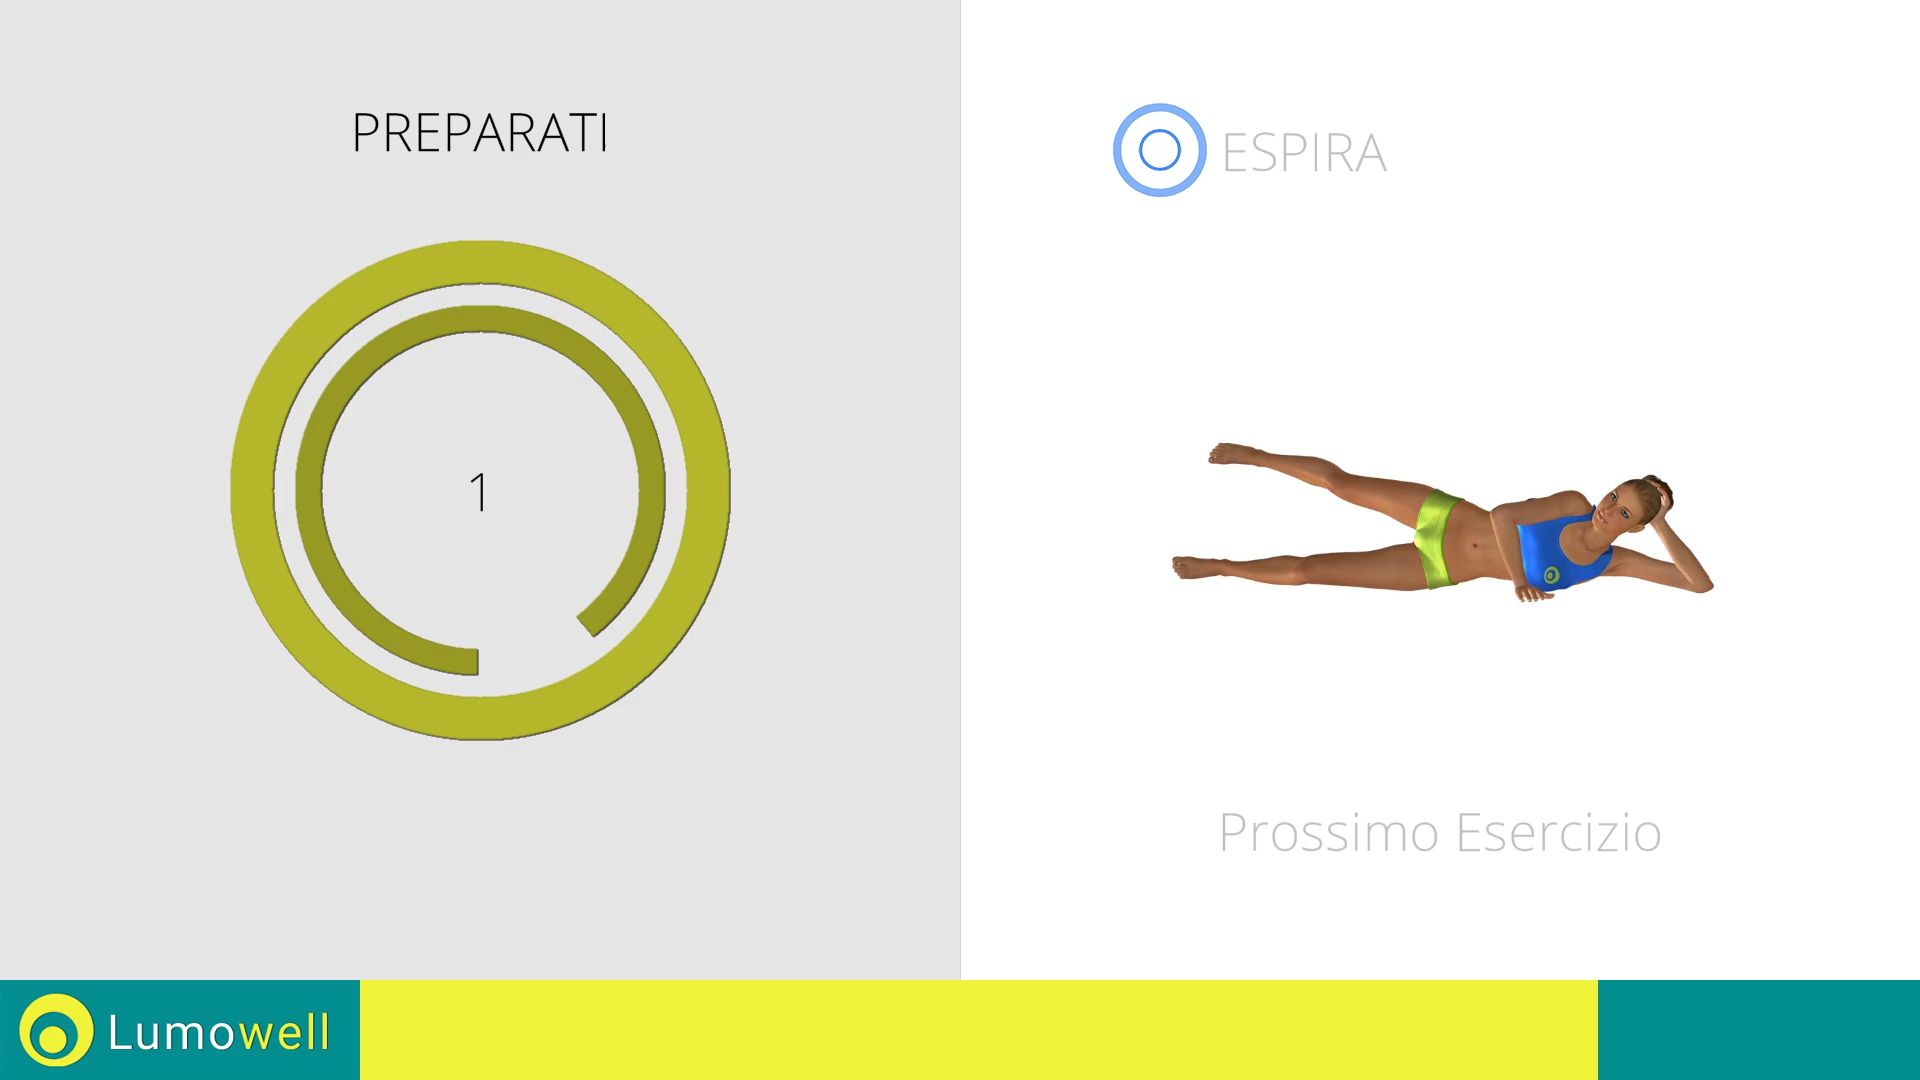 PREPARATI
1
ESPIRA
Prossimo Esercizio
Lumowell